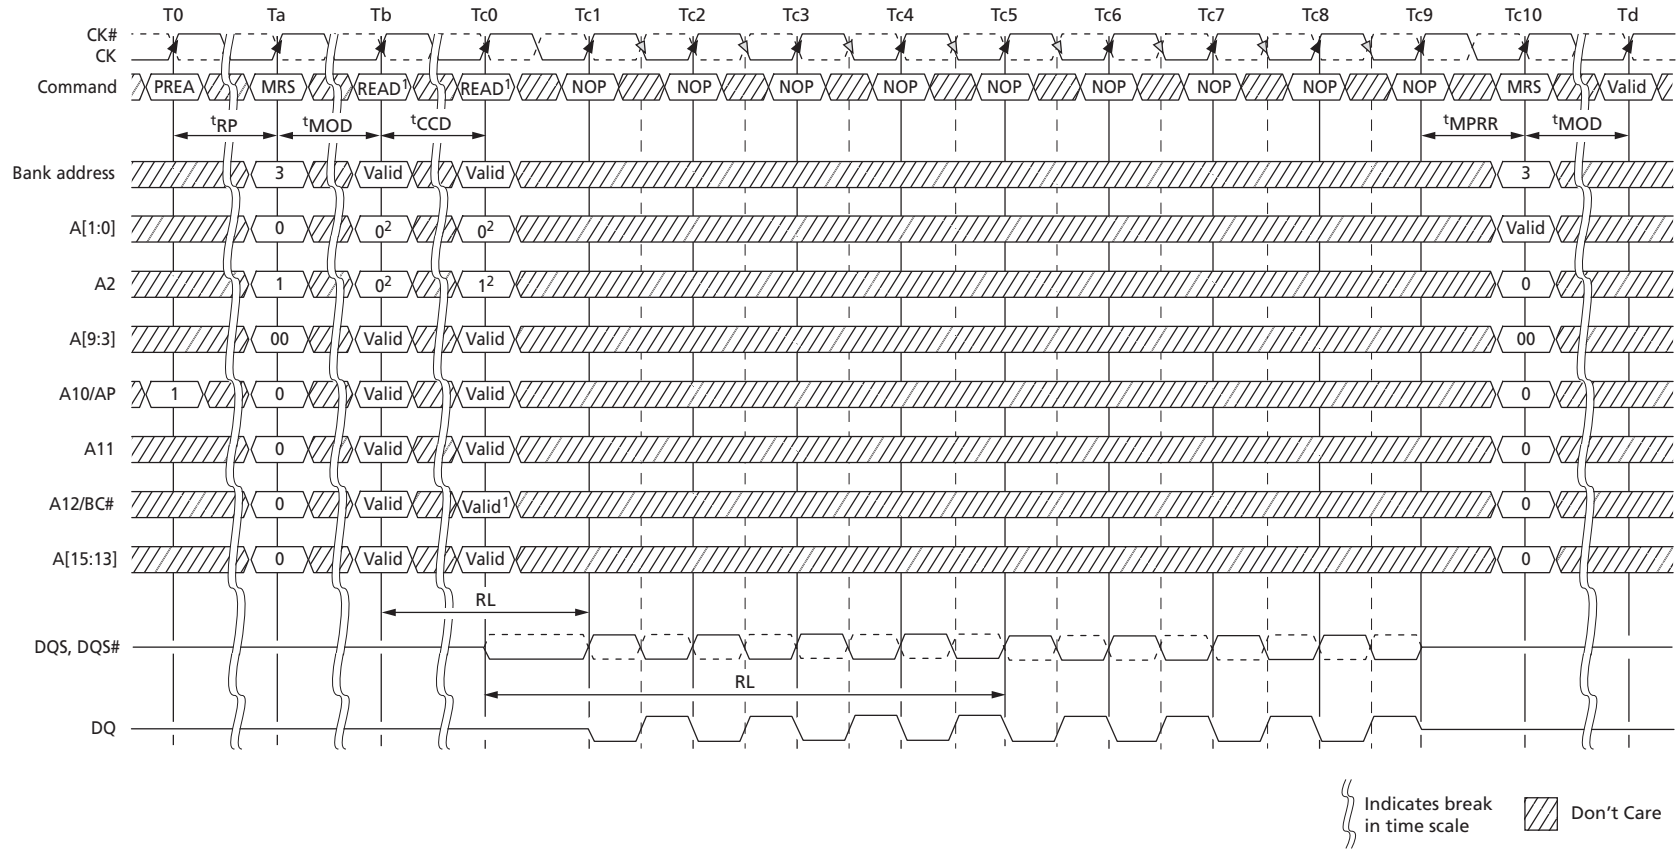 T0 Ta Tb Tc0 Tc1 Tc2 Tc3 Tc4 Tc5 Tc6 Tc7 Tc8 Tc9 Tc10 Td
CK#
CK
Command PREA MRS READ¹ READ¹ NOP NOP NOP NOP NOP NOP NOP NOP NOP MRS Valid
tRP tMOD tCCD tMPRR tMOD
Bank address 3 Valid Valid 3
A[1:0] 0 0² 0² Valid
A2 1 0² 1² 0
A[9:3] 00 Valid Valid 00
A10/AP 1 0 Valid Valid 0
A11 0 Valid Valid 0
A12/BC# 0 Valid Valid¹ 0
A[15:13] 0 Valid Valid 0
RL
DQS, DQS#
RL
DQ
Indicates break
in time scale
Don't Care